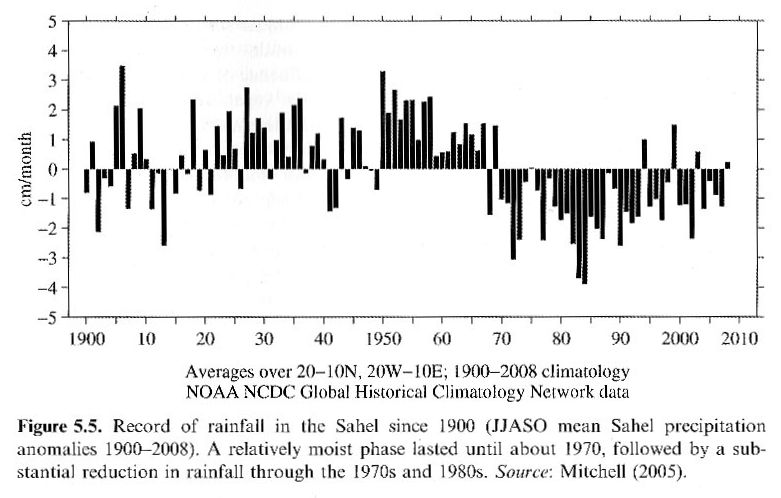 5
4
3
2
1
0
−1
−2
−3
−4
−5
cm/month
1900 10 20 30 40 1950 60 70 80 90 2000 2010
Averages over 20–10N, 20W–10E; 1900–2008 climatology
NOAA NCDC Global Historical Climatology Network data
Figure 5.5. Record of rainfall in the Sahel since 1900 (JJASO mean Sahel precipitation
anomalies 1900–2008). A relatively moist phase lasted until about 1970, followed by a sub-
stantial reduction in rainfall through the 1970s and 1980s. Source: Mitchell (2005).